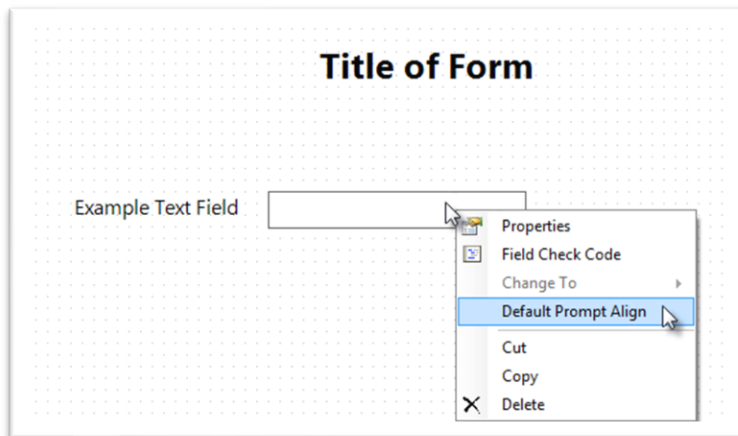 Title of Form
Example Text Field
Properties
Field Check Code
Change To
Default Prompt Align
Cut
Copy
Delete